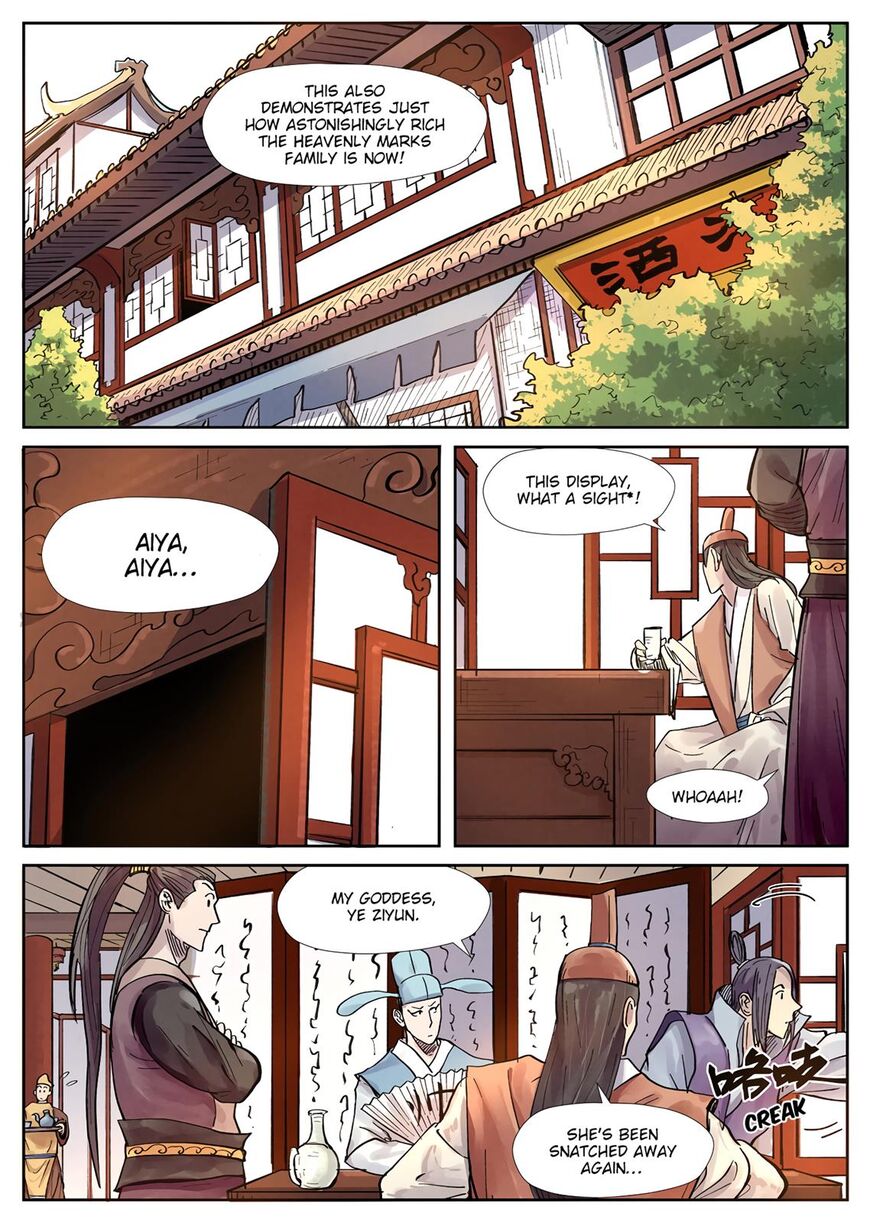 THIS ALSO
DEMONSTRATES JUST
HOW ASTONISHINGLY RICH
THE HEAVENLY MARKS
FAMILY IS NOW!
酒
AIYA,
AIYA...
THIS DISPLAY,
WHAT A SIGHT*!
WHOAAH!
MY GODDESS,
YE ZIYUN.
咯吱
CREAK
SHE'S BEEN
SNATCHED AWAY
AGAIN...